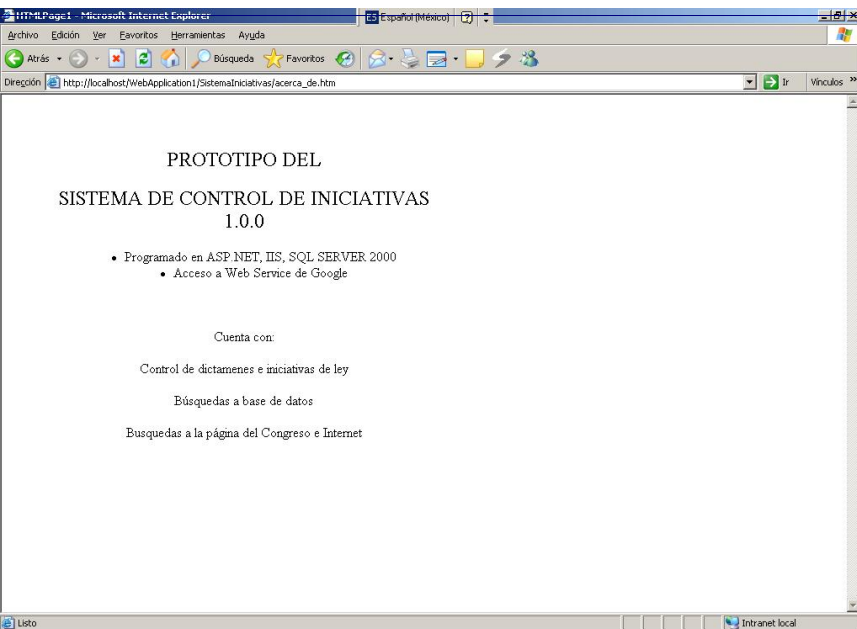 HTMLPage1 - Microsoft Internet Explorer
ES Español (México)
Archivo Edición Ver Favoritos Herramientas Ayuda
Atrás Búsqueda Favoritos
Dirección http://localhost/WebApplication1/SistemaIniciativas/acerca_de.htm Ir Vínculos »
PROTOTIPO DEL
SISTEMA DE CONTROL DE INICIATIVAS
1.0.0
• Programado en ASP.NET, IIS, SQL SERVER 2000
• Acceso a Web Service de Google
Cuenta con:
Control de dictamenes e iniciativas de ley
Búsquedas a base de datos
Busquedas a la página del Congreso e Internet
Listo Intranet local